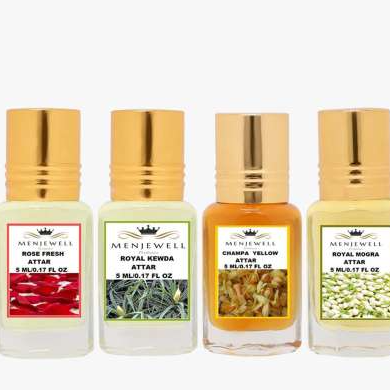 MENJEWELL
ROSE FRESH
ATTAR
5 ML/0.17 FL OZ
MENJEWELL
ROYAL KEWDA
ATTAR
5 ML/0.17 FL OZ
MENJEWELL
CHAMPA YELLOW
ATTAR
5 ML/0.17 FL OZ
MENJEWELL
ROYAL MOGRA
ATTAR
5 ML/0.17 FL OZ